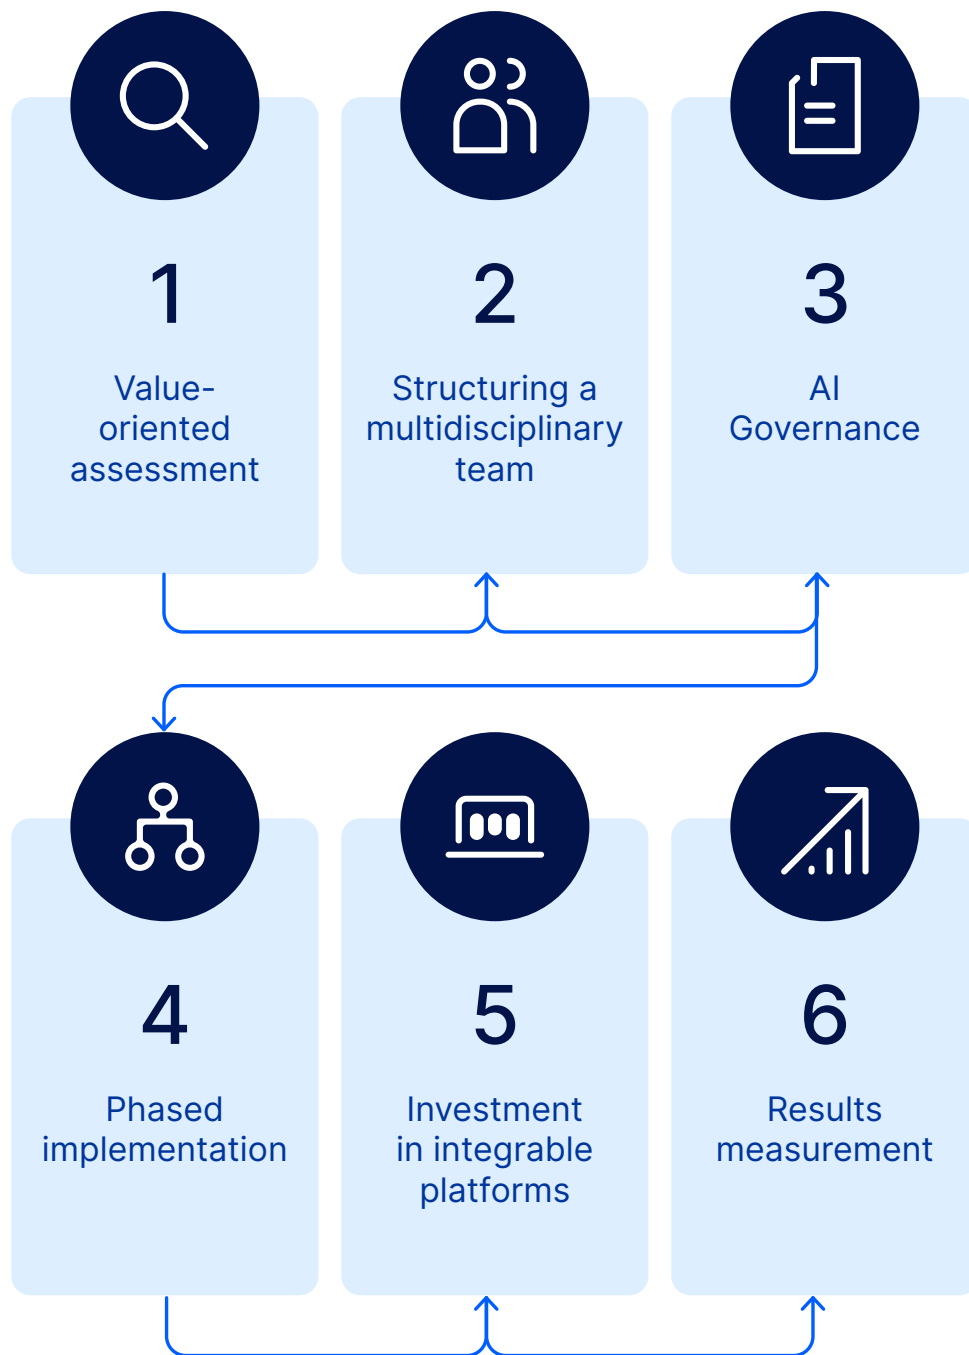 1
Value-
oriented
assessment
2
Structuring a
multidisciplinary
team
3
AI
Governance
4
Phased
implementation
5
Investment
in integrable
platforms
6
Results
measurement